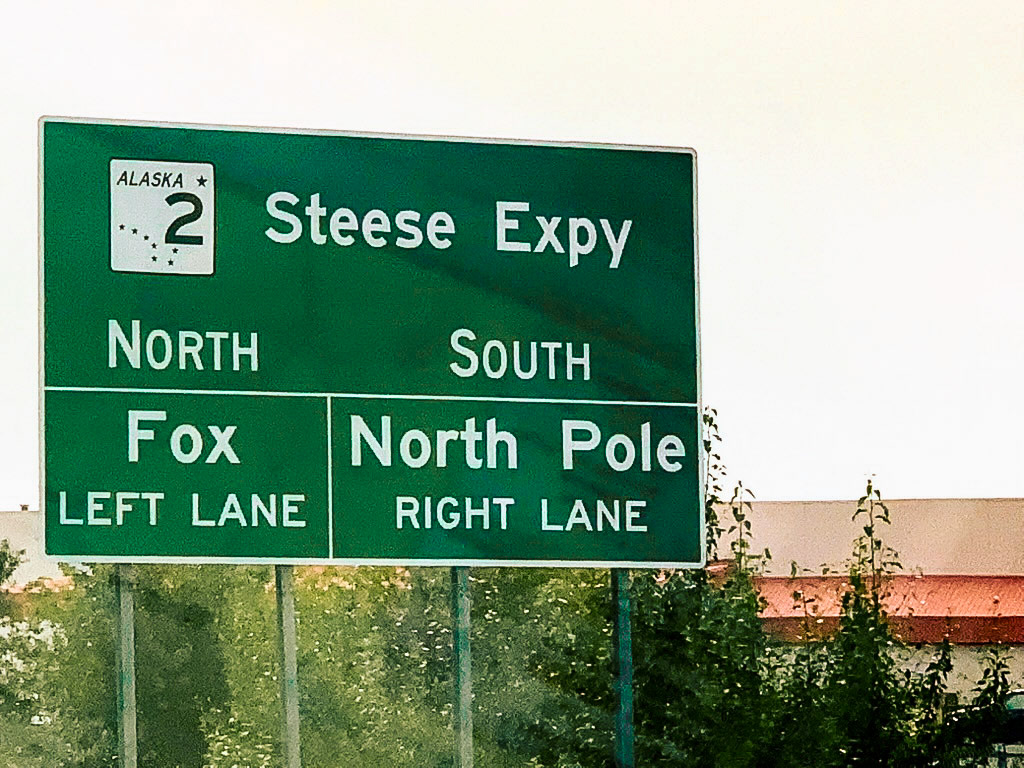 ALASKA
2
Steese Expy
NORTH SOUTH
Fox North Pole
LEFT LANE RIGHT LANE